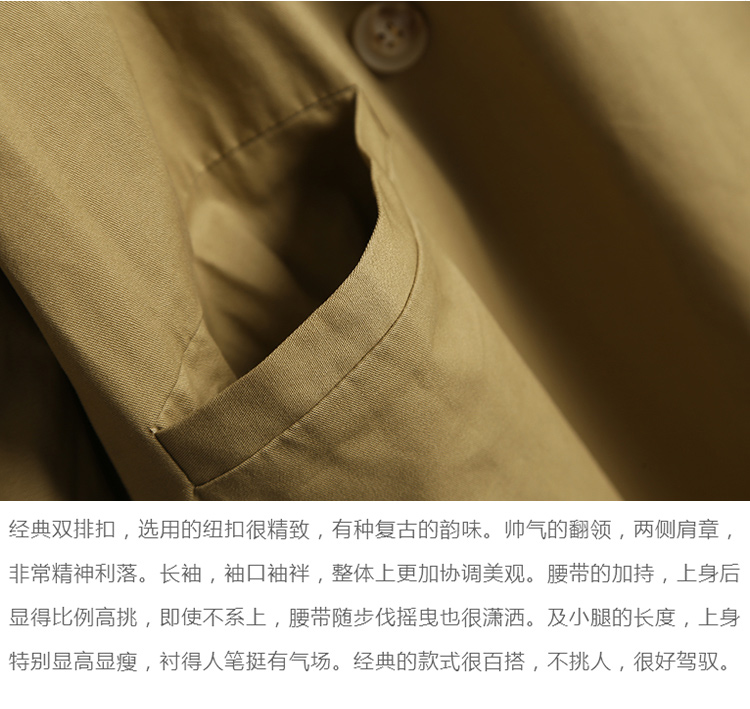 经典双排扣，选用的纽扣很精致，有种复古的韵味。帅气的翻领，两侧肩章，
非常精神利落。长袖，袖口袖袢，整体上更加协调美观。腰带的加持，上身后
显得比例高挑，即使不系上，腰带随步伐摇曳也很潇洒。及小腿的长度，上身
特别显高显瘦，衬得人笔挺有气场。经典的款式很百搭，不挑人，很好驾驭。